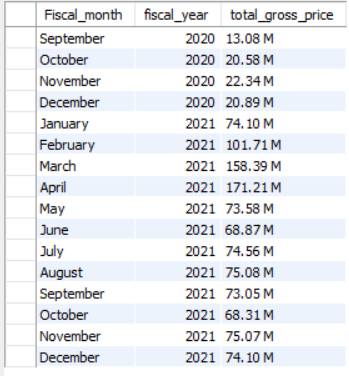 Fiscal_month fiscal_year total_gross_price
September 2020 13.08 M
October 2020 20.58 M
November 2020 22.34 M
December 2020 20.89 M
January 2021 74.10 M
February 2021 101.71 M
March 2021 158.39 M
April 2021 171.21 M
May 2021 73.58 M
June 2021 68.87 M
July 2021 74.56 M
August 2021 75.08 M
September 2021 73.05 M
October 2021 68.31 M
November 2021 75.07 M
December 2021 74.10 M